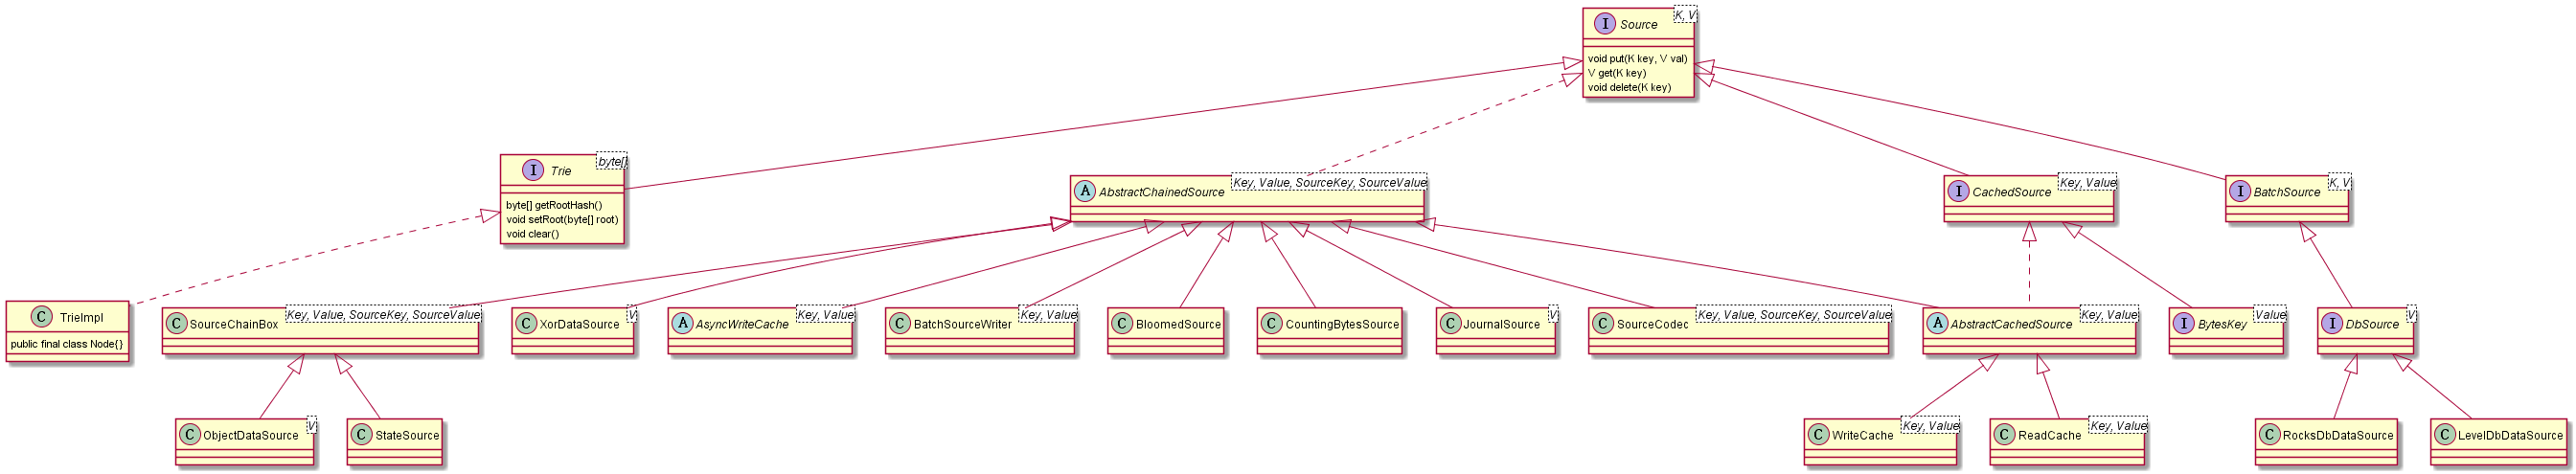 I Source K, V
void put(K key, V val)
V get(K key)
void delete(K key)
I Trie byte[]
byte[] getRootHash()
void setRoot(byte[] root)
void clear()
A AbstractChainedSource Key, Value, SourceKey, SourceValue
I CachedSource Key, Value
I BatchSource K, V
C TrieImpl
public final class Node{}
C SourceChainBox Key, Value, SourceKey, SourceValue
C XorDataSource V
A AsyncWriteCache Key, Value
C BatchSourceWriter Key, Value
C BloomedSource
C CountingBytesSource
C JournalSource V
C SourceCodec Key, Value, SourceKey, SourceValue
A AbstractCachedSource Key, Value
I BytesKey Value
I DbSource V
C ObjectDataSource V
C StateSource
C WriteCache Key, Value
C ReadCache Key, Value
C RocksDbDataSource
C LevelDbDataSource